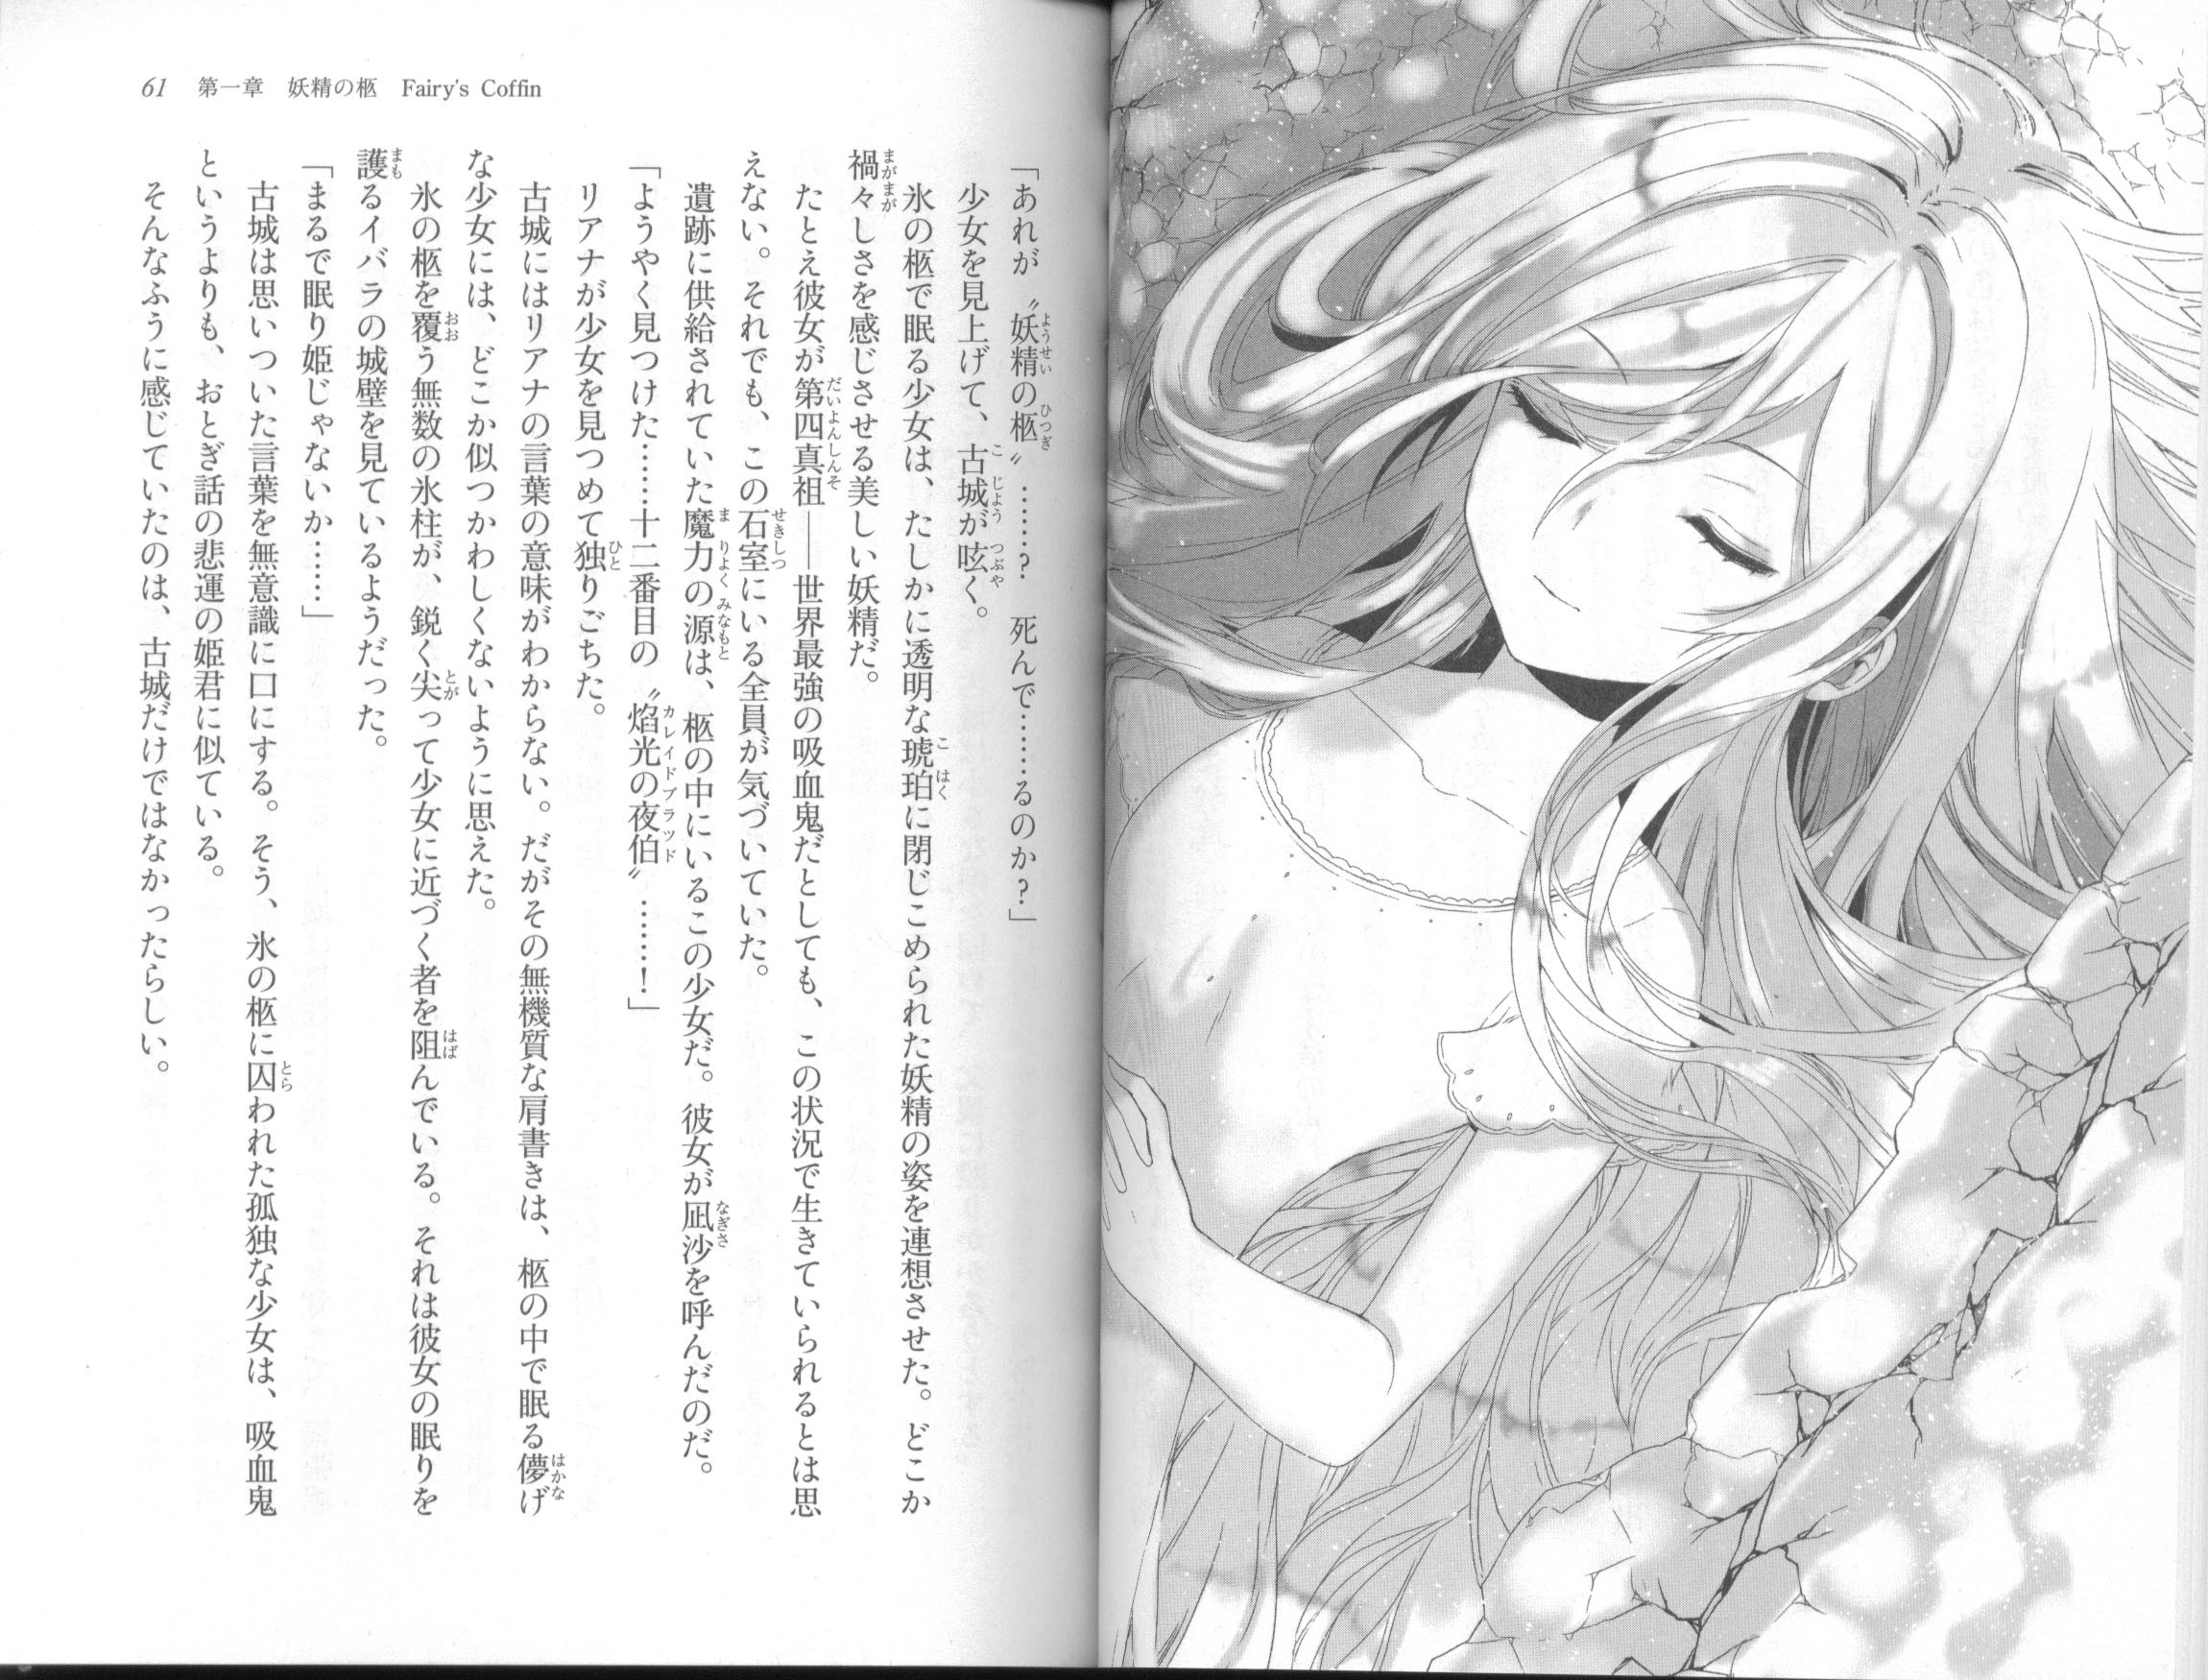 61　第一章　妖精の柩　Fairy's Coffin
「あれが〝妖精の柩〟……？　死んで……るのか？」
少女を見上げて、古城が呟く。
氷の柩で眠る少女は、たしかに透明な琥珀に閉じこめられた妖精の姿を連想させた。どこか
禍々しさを感じさせる美しい妖精だ。
たとえ彼女が第四真祖――世界最強の吸血鬼だとしても、この状況で生きていられるとは思
えない。それでも、この石室にいる全員が気づいていた。
遺跡に供給されていた魔力の源は、柩の中にいるこの少女だ。彼女が凪沙を呼んだのだ。
「ようやく見つけた……十二番目の〝焰光の夜伯〟……！」
リアナが少女を見つめて独りごちた。
古城にはリアナの言葉の意味がわからない。だがその無機質な肩書きは、柩の中で眠る儚げ
な少女には、どこか似つかわしくないように思えた。
氷の柩を覆う無数の氷柱が、鋭く尖って少女に近づく者を阻んでいる。それは彼女の眠りを
護るイバラの城壁を見ているようだった。
「まるで眠り姫じゃないか……」
古城は思いついた言葉を無意識に口にする。そう、氷の柩に囚われた孤独な少女は、吸血鬼
というよりも、おとぎ話の悲運の姫君に似ている。
そんなふうに感じていたのは、古城だけではなかったらしい。